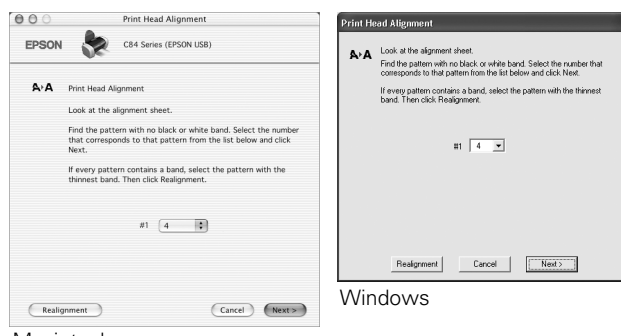 Print Head Alignment
EPSON
C84 Series (EPSON USB)
A›A
Print Head Alignment
Look at the alignment sheet.
Find the pattern with no black or white band. Select the number
that corresponds to that pattern from the list below and click
Next.
If every pattern contains a band, select the pattern with the
thinnest band. Then click Realignment.
#1 4
Realignment
Cancel
Next >
Print Head Alignment
A›A
Look at the alignment sheet.
Find the pattern with no black or white band. Select the number that
corresponds to that pattern from the list below and click Next.
If every pattern contains a band, select the pattern with the thinnest
band. Then click Realignment.
#1 4
Realignment
Cancel
Next >
Windows